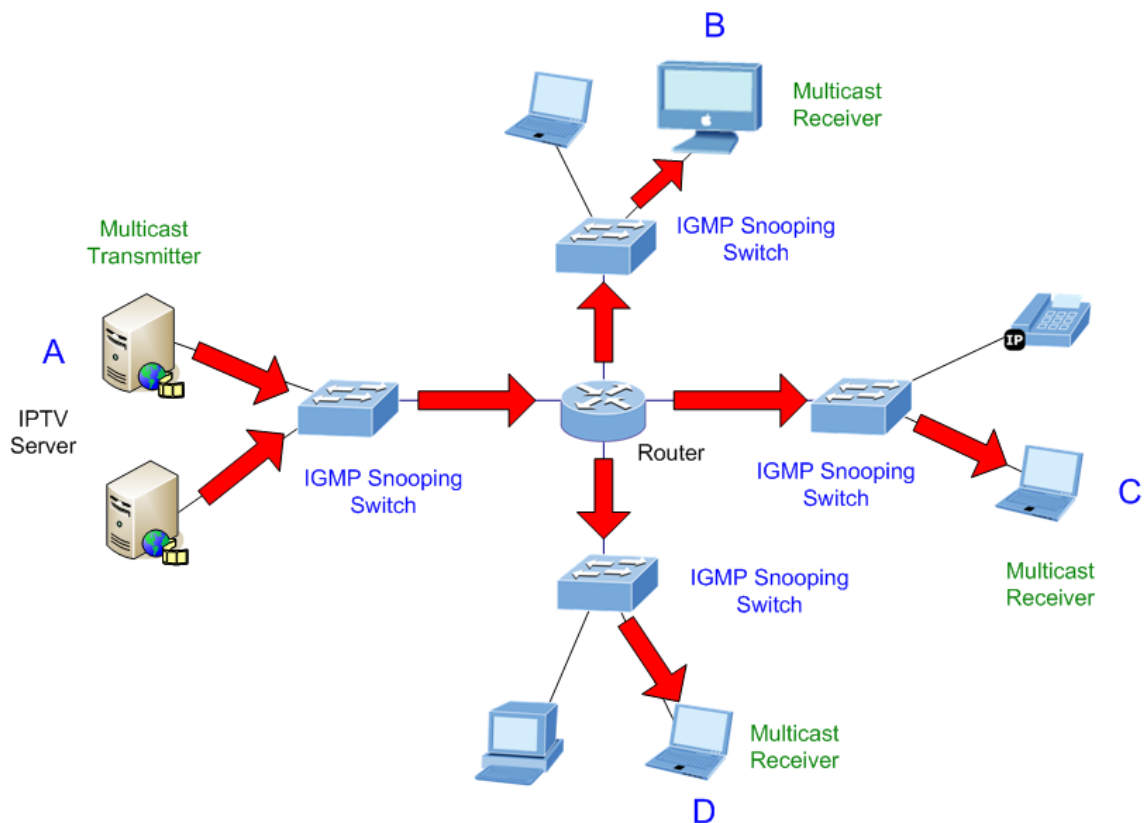 B
Multicast
Receiver
Multicast
Transmitter
IGMP Snooping
Switch
A
IP
IPTV
Server
Router
IGMP Snooping
Switch
IGMP Snooping
Switch
C
IGMP Snooping
Switch
Multicast
Receiver
Multicast
Receiver
D